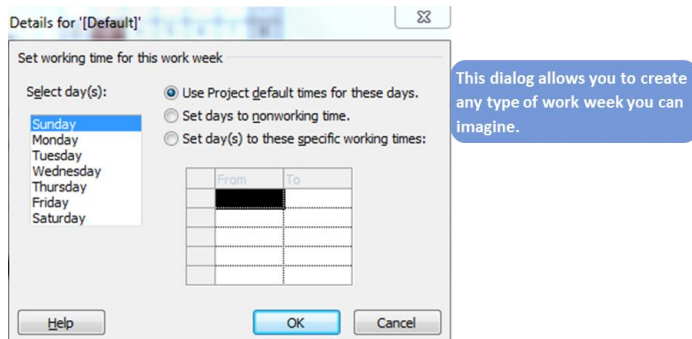 Details for '[Default]'
Set working time for this work week
Select day(s):
Use Project default times for these days.
Set days to nonworking time.
Set day(s) to these specific working times:
Sunday
Monday
Tuesday
Wednesday
Thursday
Friday
Saturday
From To
Help OK Cancel
This dialog allows you to create
any type of work week you can
imagine.